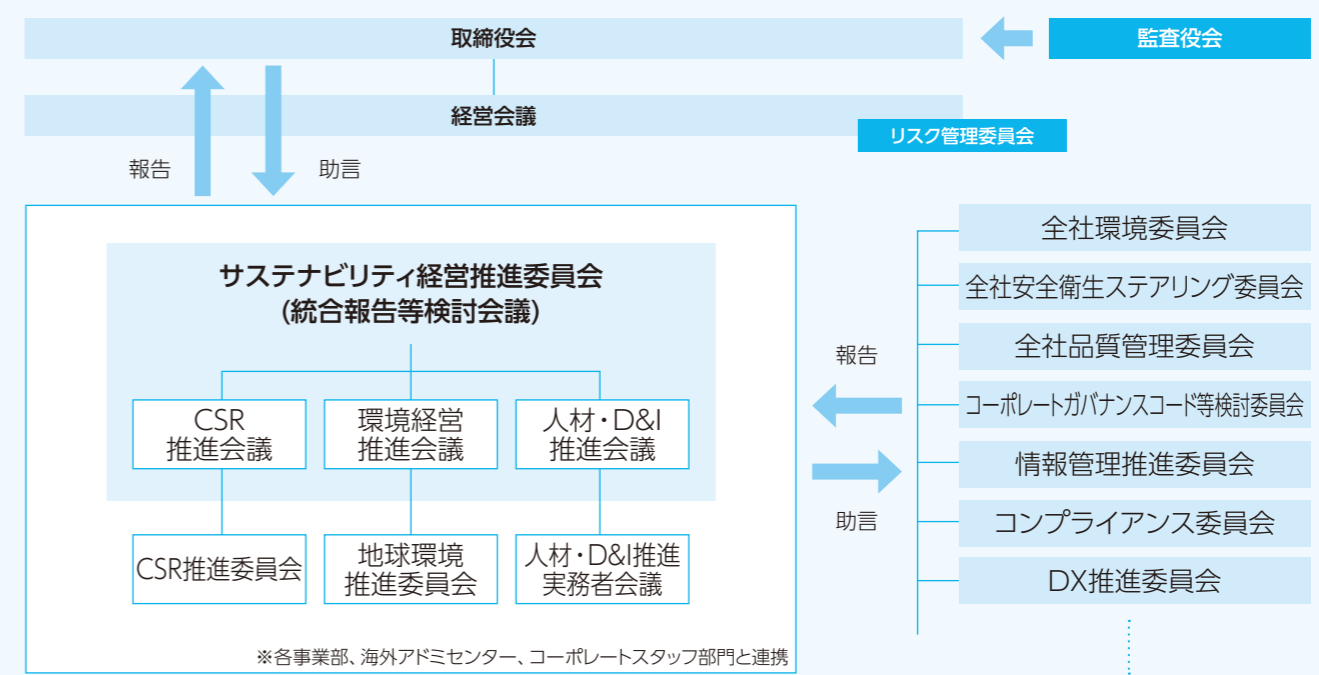 取締役会
監査役会
経営会議
リスク管理委員会
報告
助言
サステナビリティ経営推進委員会
(統合報告等検討会議)
CSR
推進会議
環境経営
推進会議
人材・D&I
推進会議
CSR推進委員会
地球環境
推進委員会
人材・D&I推進
実務者会議
※各事業部、海外アドミセンター、コーポレートスタッフ部門と連携
報告
助言
全社環境委員会
全社安全衛生ステアリング委員会
全社品質管理委員会
コーポレートガバナンスコード等検討委員会
情報管理推進委員会
コンプライアンス委員会
DX推進委員会